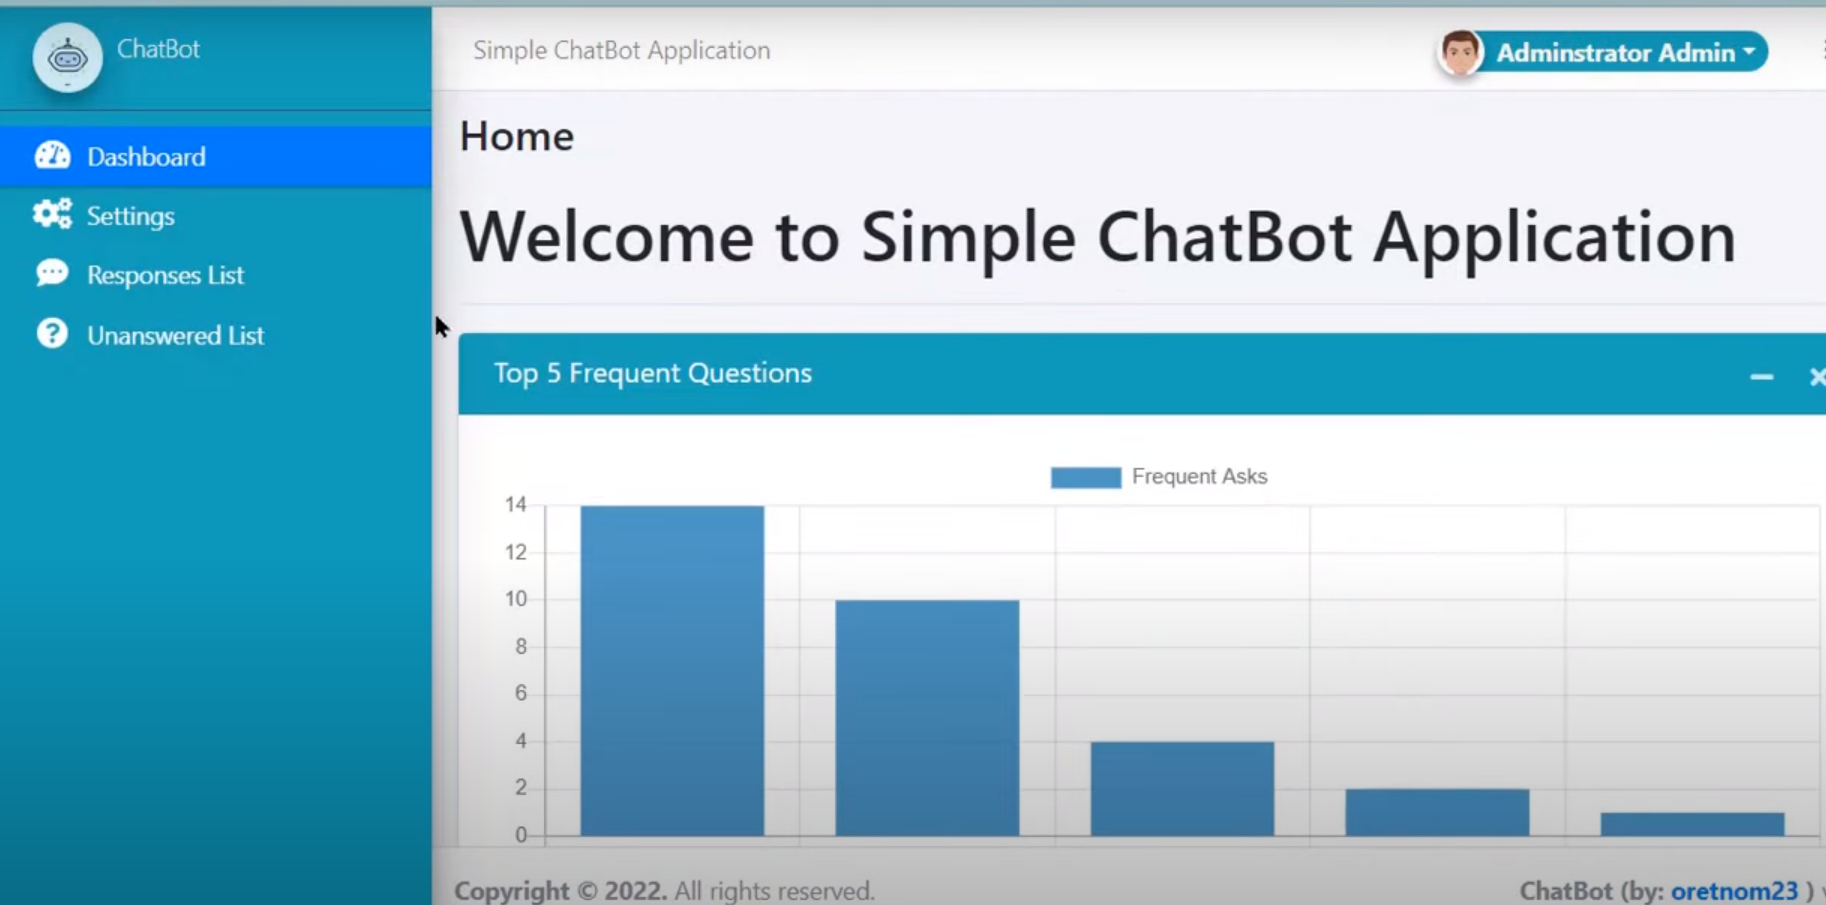 ChatBot
Simple ChatBot Application
Adminstrator Admin
Dashboard
Settings
Responses List
Unanswered List
Home
Welcome to Simple ChatBot Application
Top 5 Frequent Questions
Frequent Asks
14
12
10
8
6
4
2
0
Copyright © 2022. All rights reserved.
ChatBot (by: oretnom23 )